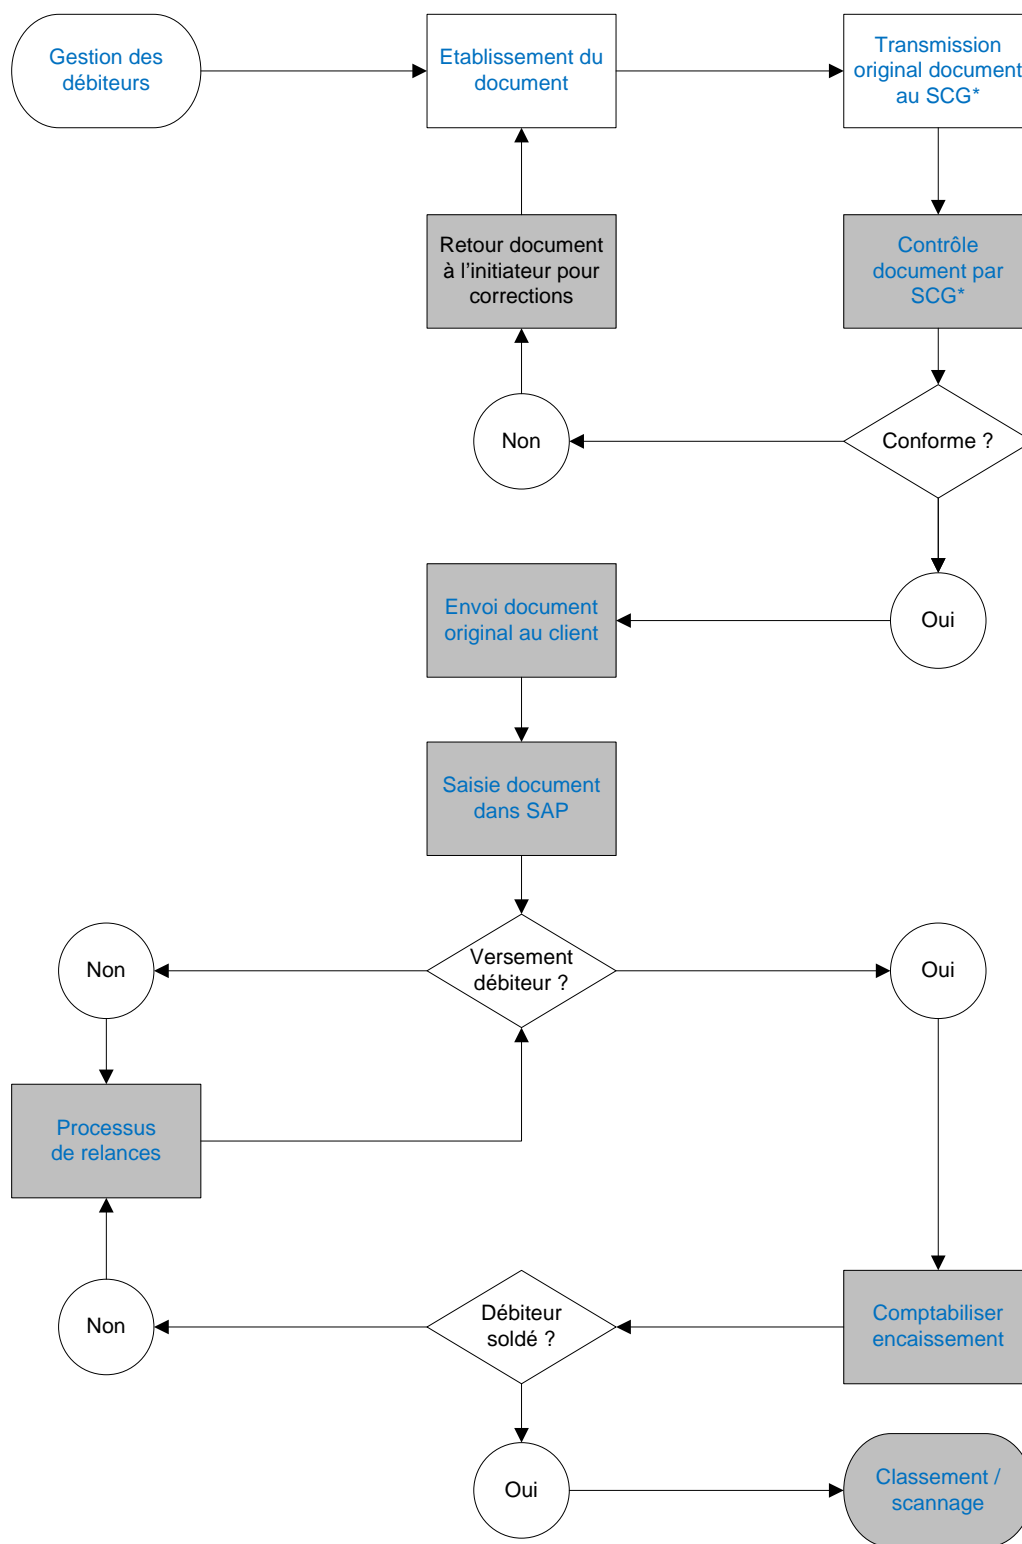 Gestion des
débiteurs
Etablissement du
document
Transmission
original document
au SCG*
Retour document
à l’initiateur pour
corrections
Contrôle
document par
SCG*
Non
Conforme ?
Envoi document
original au client
Oui
Saisie document
dans SAP
Non
Versement
débiteur ?
Oui
Processus
de relances
Non
Débiteur
soldé ?
Comptabiliser
encaissement
Oui
Classement /
scannage